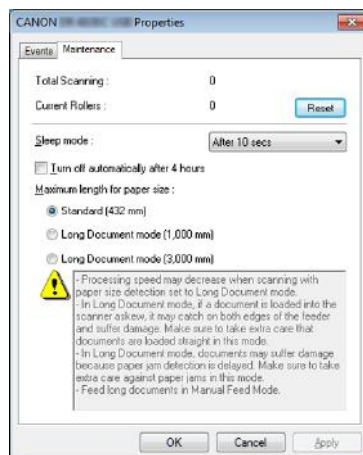 CANON USB Properties
Events Maintenance
Total Scanning : 0
Current Rollers : 0 Reset
Sleep mode : After 10 secs
Turn off automatically after 4 hours
Maximum length for paper size :
Standard (432 mm)
Long Document mode (1,000 mm)
Long Document mode (3,000 mm)
- Processing speed may decrease when scanning with
paper size detection set to Long Document mode.
- In Long Document mode, if a document is loaded into the
scanner askew, it may catch on both edges of the feeder
and suffer damage. Make sure to take extra care that
documents are loaded straight in this mode.
- In Long Document mode, documents may suffer damage
because paper jam detection is delayed. Make sure to take
extra care against paper jams in this mode.
- Feed long documents in Manual Feed Mode.
OK Cancel Apply